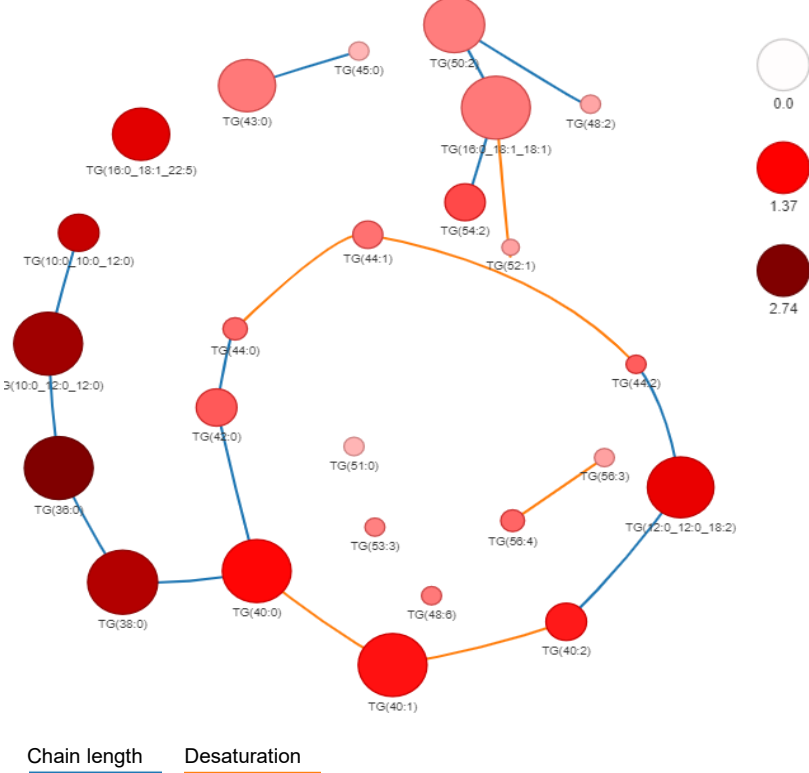 TG(45:0)
TG(50:2)
TG(43:0)
TG(48:2)
0.0
TG(16:0_18:1_18:1)
TG(16:0_18:1_22:5)
1.37
TG(54:2)
TG(10:0_10:0_12:0)
TG(44:1)
TG(52:1)
2.74
TG(44:0)
3(10:0_12:0_12:0)
TG(44:2)
TG(42:0)
TG(51:0)
TG(56:3)
TG(36:0)
TG(12:0_12:0_18:2)
TG(53:3)
TG(56:4)
TG(40:0)
TG(48:6)
TG(38:0)
TG(40:2)
TG(40:1)
Chain length
Desaturation